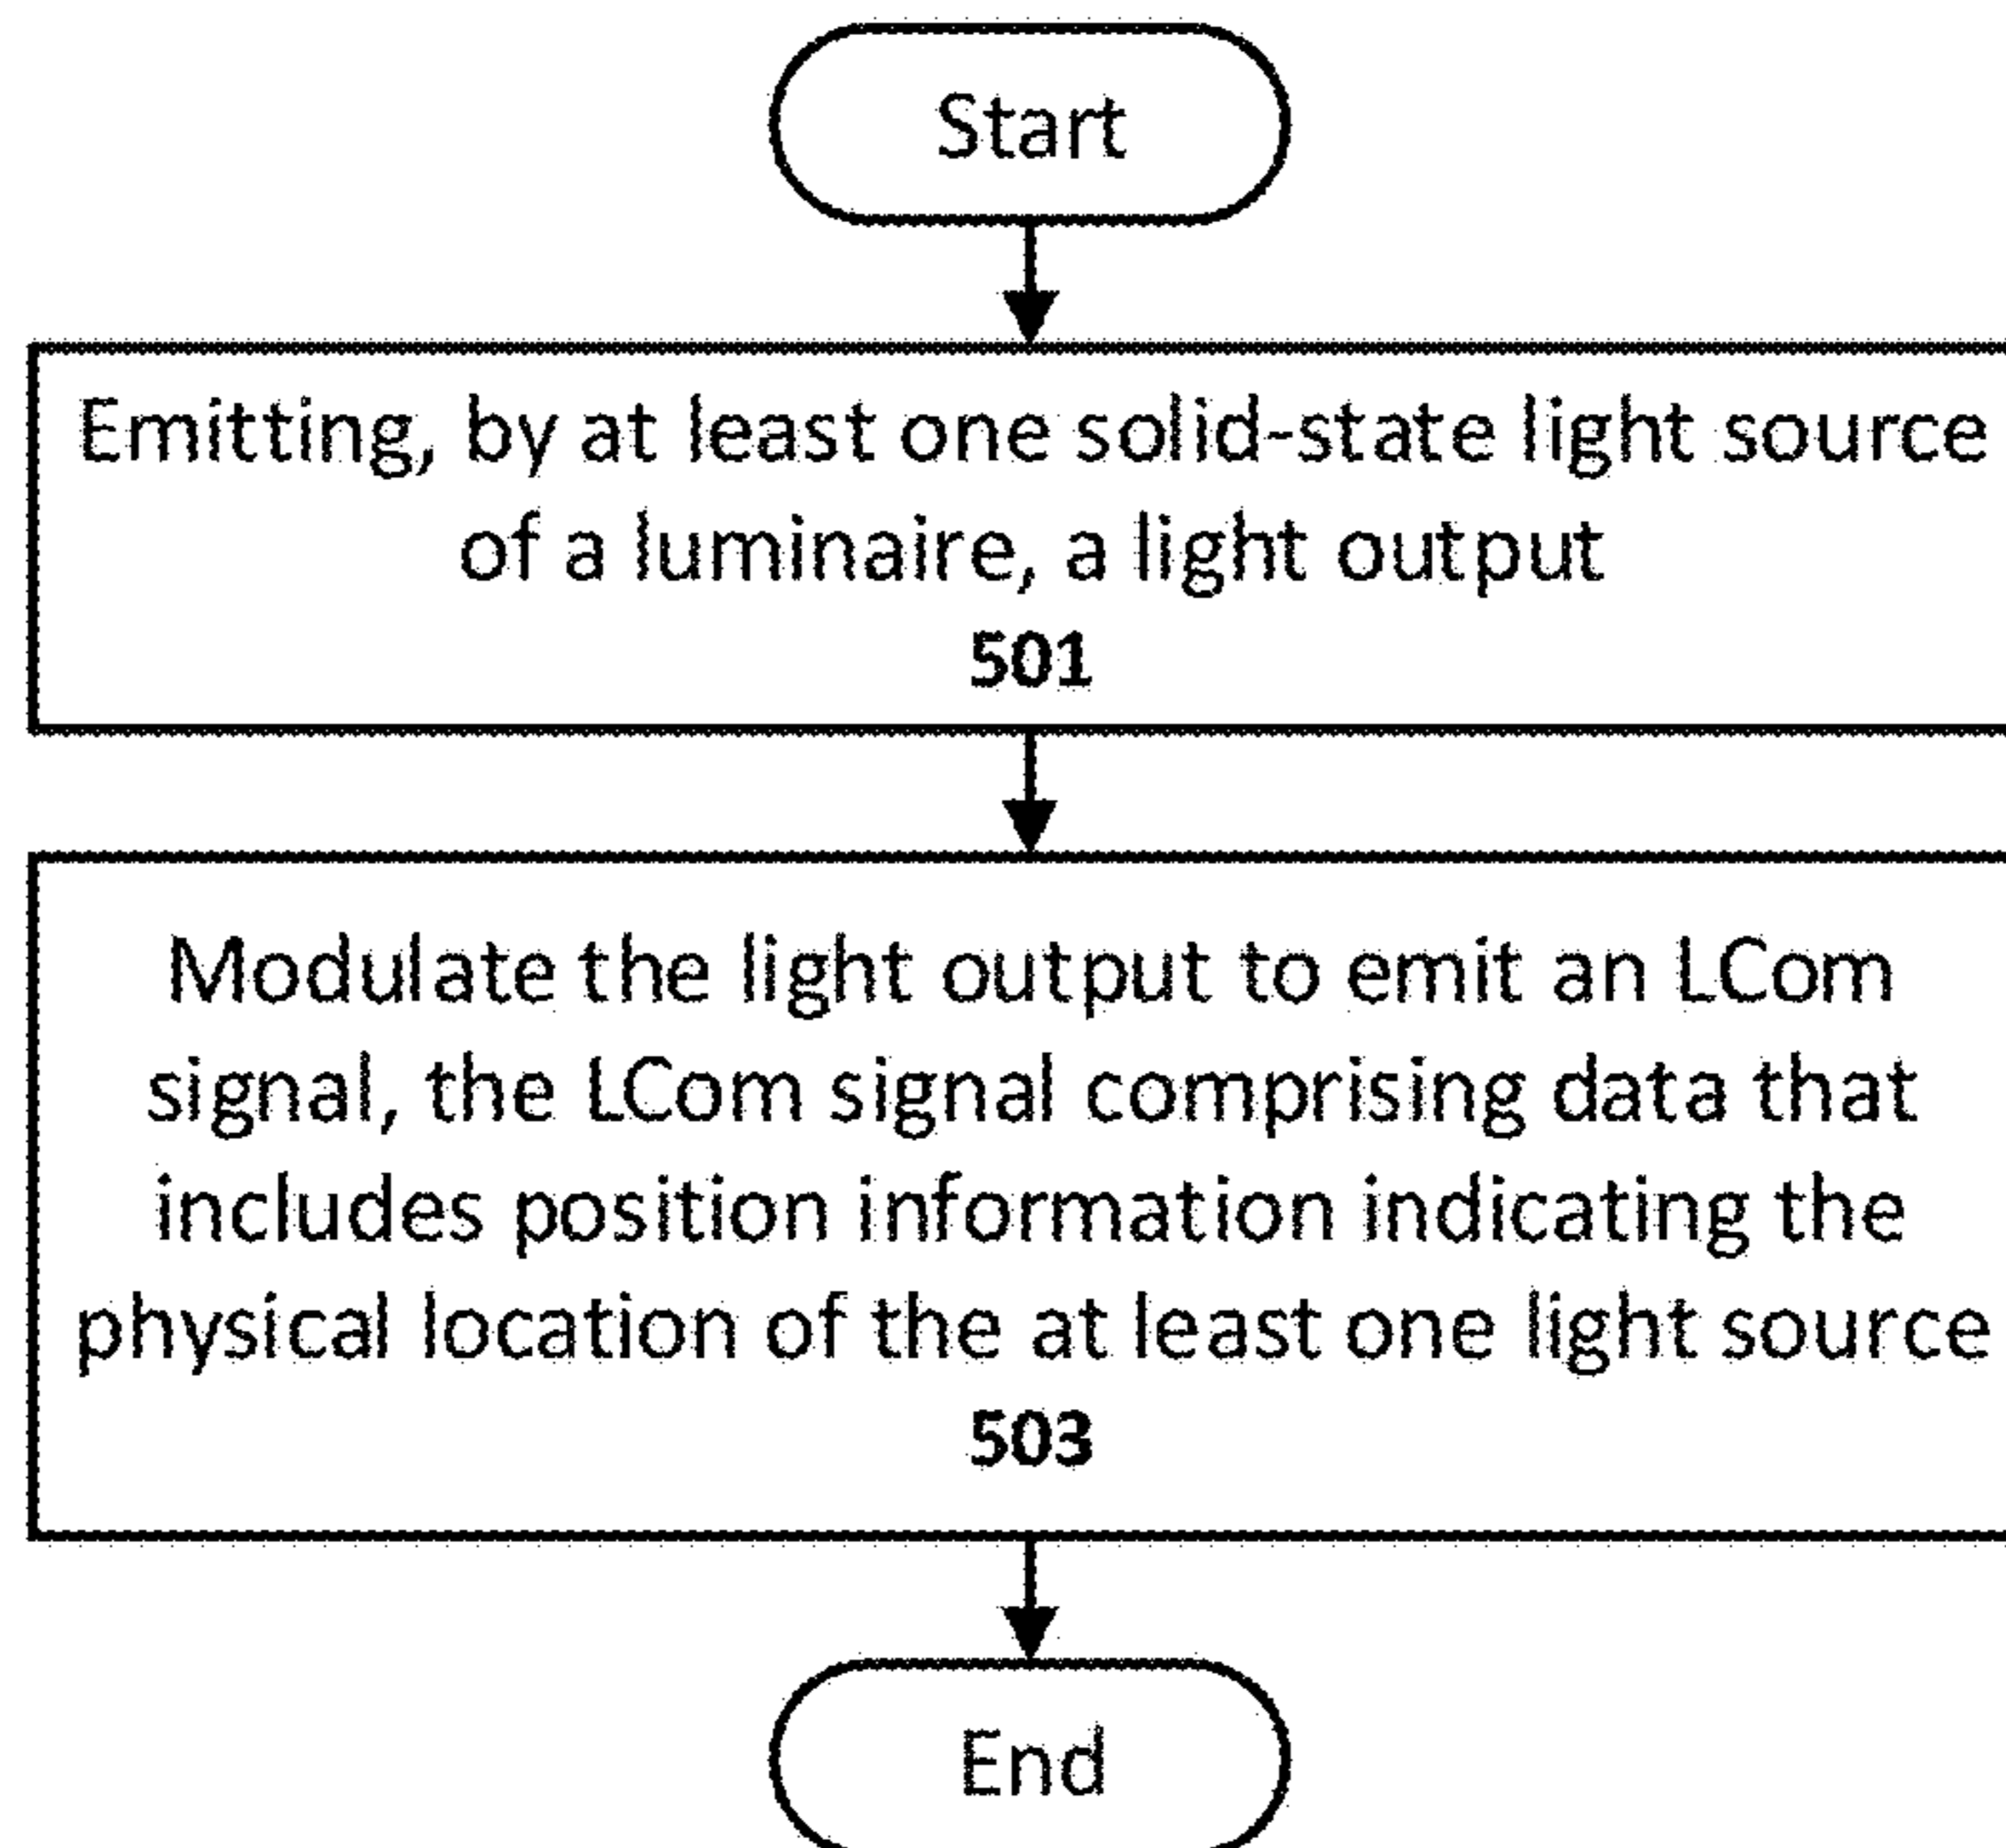 Start
Emitting, by at least one solid-state light source
of a luminaire, a light output
501
Modulate the light output to emit an LCom
signal, the LCom signal comprising data that
includes position information indicating the
physical location of the at least one light source
503
End